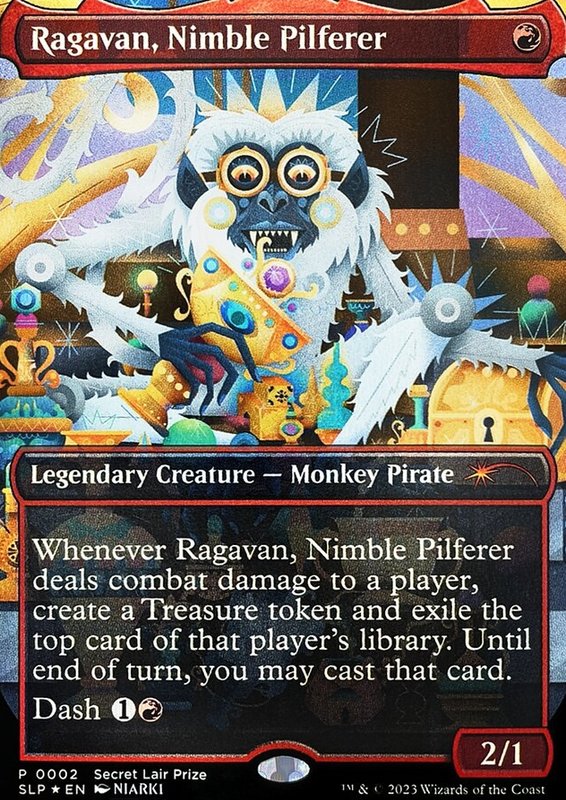 Ragavan, Nimble Pilferer
Legendary Creature — Monkey Pirate
Whenever Ragavan, Nimble Pilferer
deals combat damage to a player,
create a Treasure token and exile the
top card of that player's library. Until
end of turn, you may cast that card.
Dash 1
2/1
P 0002 Secret Lair Prize
SLP ★ EN NIARKI
™ & © 2023 Wizards of the Coast